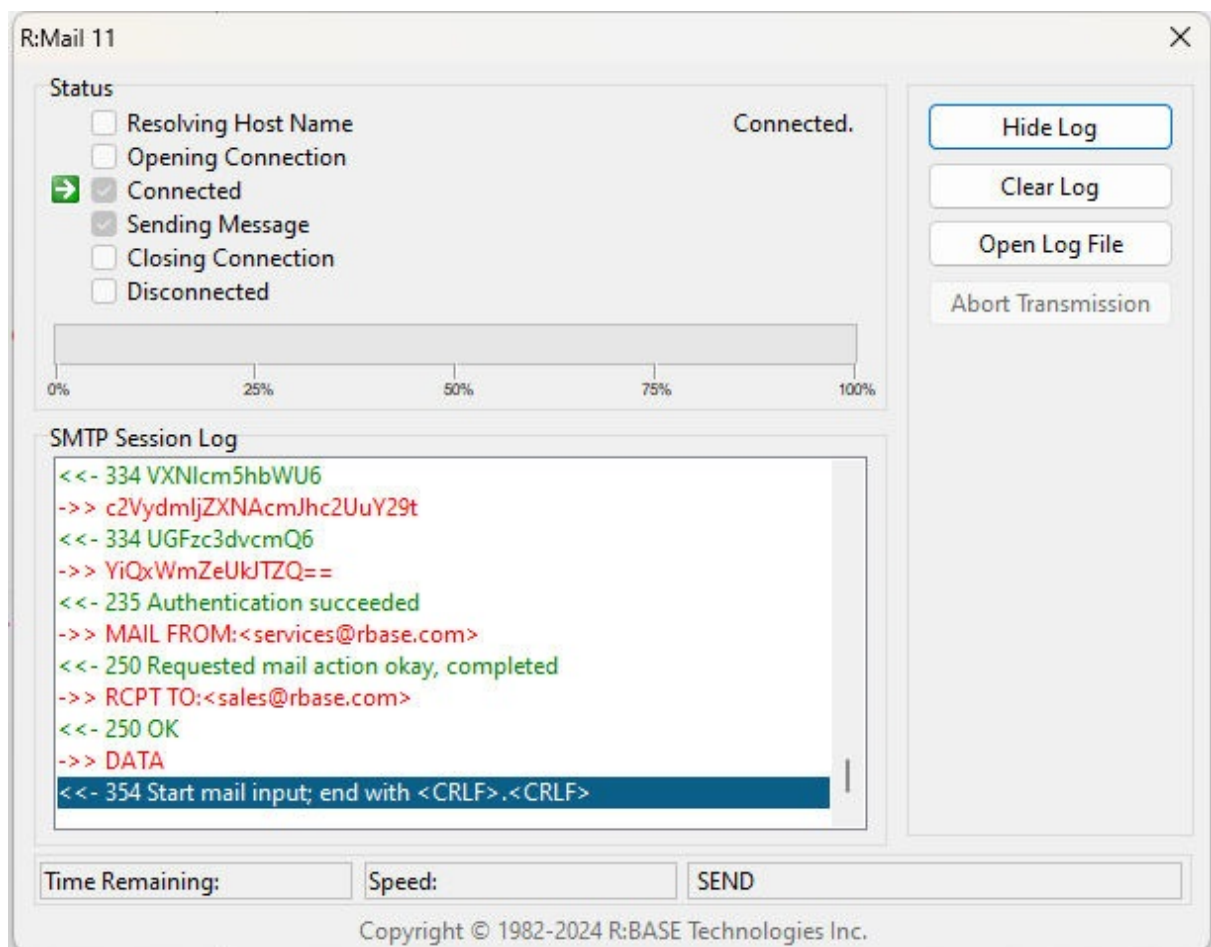 R:Mail 11
Status
Resolving Host Name
Connected.
Opening Connection
Connected
Sending Message
Closing Connection
Disconnected
0% 25% 50% 75% 100%
Hide Log
Clear Log
Open Log File
Abort Transmission
SMTP Session Log
<<- 334 VXNlcm5hbWU6
->> c2VydmljZXNAcmJhc2UuY29t
<<- 334 UGFzc3dvcmQ6
->> YiQxWmZeUkJTZQ==
<<- 235 Authentication succeeded
->> MAIL FROM:<services@rbase.com>
<<- 250 Requested mail action okay, completed
->> RCPT TO:<sales@rbase.com>
<<- 250 OK
->> DATA
<<- 354 Start mail input; end with <CRLF>.<CRLF>
Time Remaining:
Speed:
SEND
Copyright © 1982-2024 R:BASE Technologies Inc.